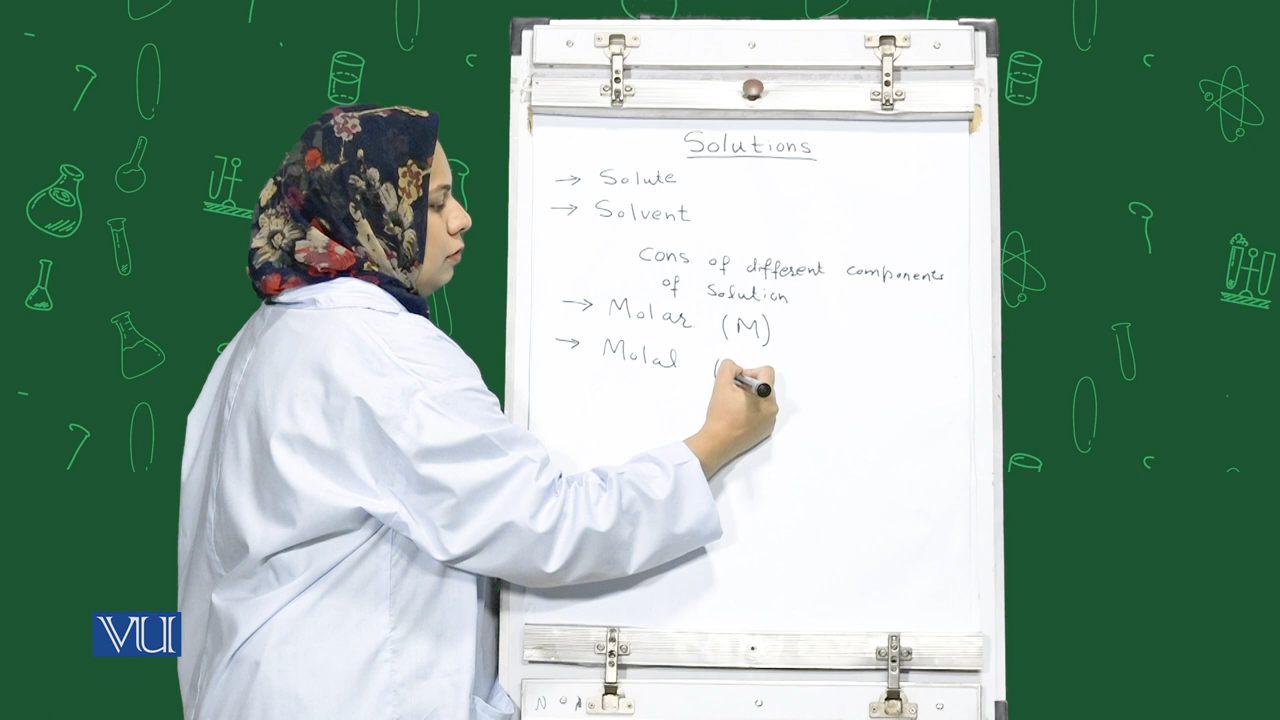 Solutions
→ Solute
→ Solvent
Cons of different components
of Solution
→ Molar (M)
→ Molal (
VU